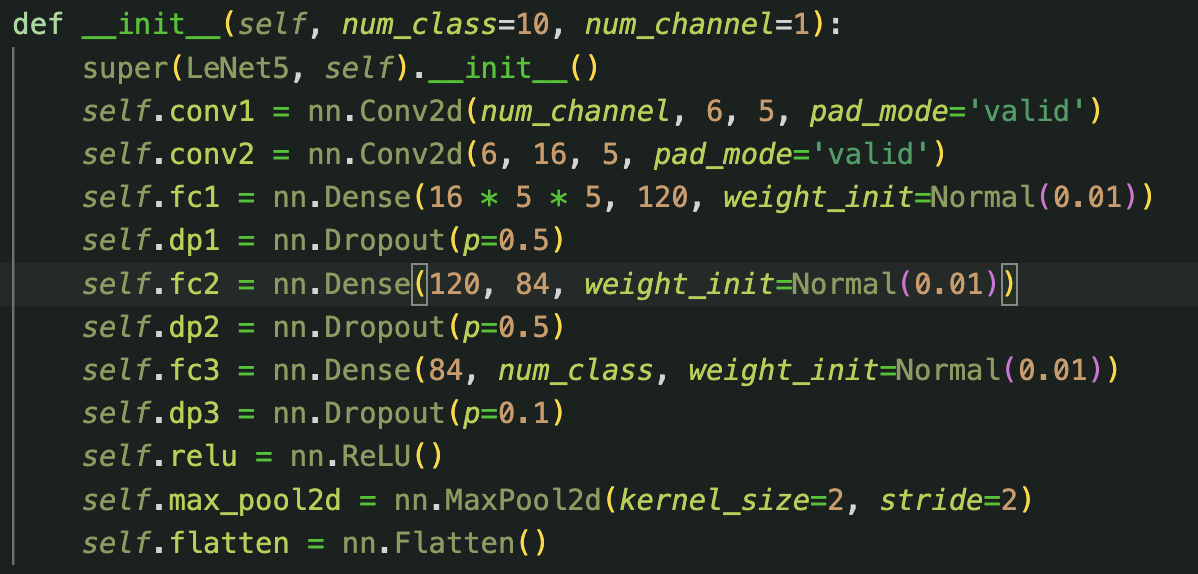 def __init__(self, num_class=10, num_channel=1):
super(LeNet5, self).__init__()
self.conv1 = nn.Conv2d(num_channel, 6, 5, pad_mode='valid')
self.conv2 = nn.Conv2d(6, 16, 5, pad_mode='valid')
self.fc1 = nn.Dense(16 * 5 * 5, 120, weight_init=Normal(0.01))
self.dp1 = nn.Dropout(p=0.5)
self.fc2 = nn.Dense(120, 84, weight_init=Normal(0.01))
self.dp2 = nn.Dropout(p=0.5)
self.fc3 = nn.Dense(84, num_class, weight_init=Normal(0.01))
self.dp3 = nn.Dropout(p=0.1)
self.relu = nn.ReLU()
self.max_pool2d = nn.MaxPool2d(kernel_size=2, stride=2)
self.flatten = nn.Flatten()